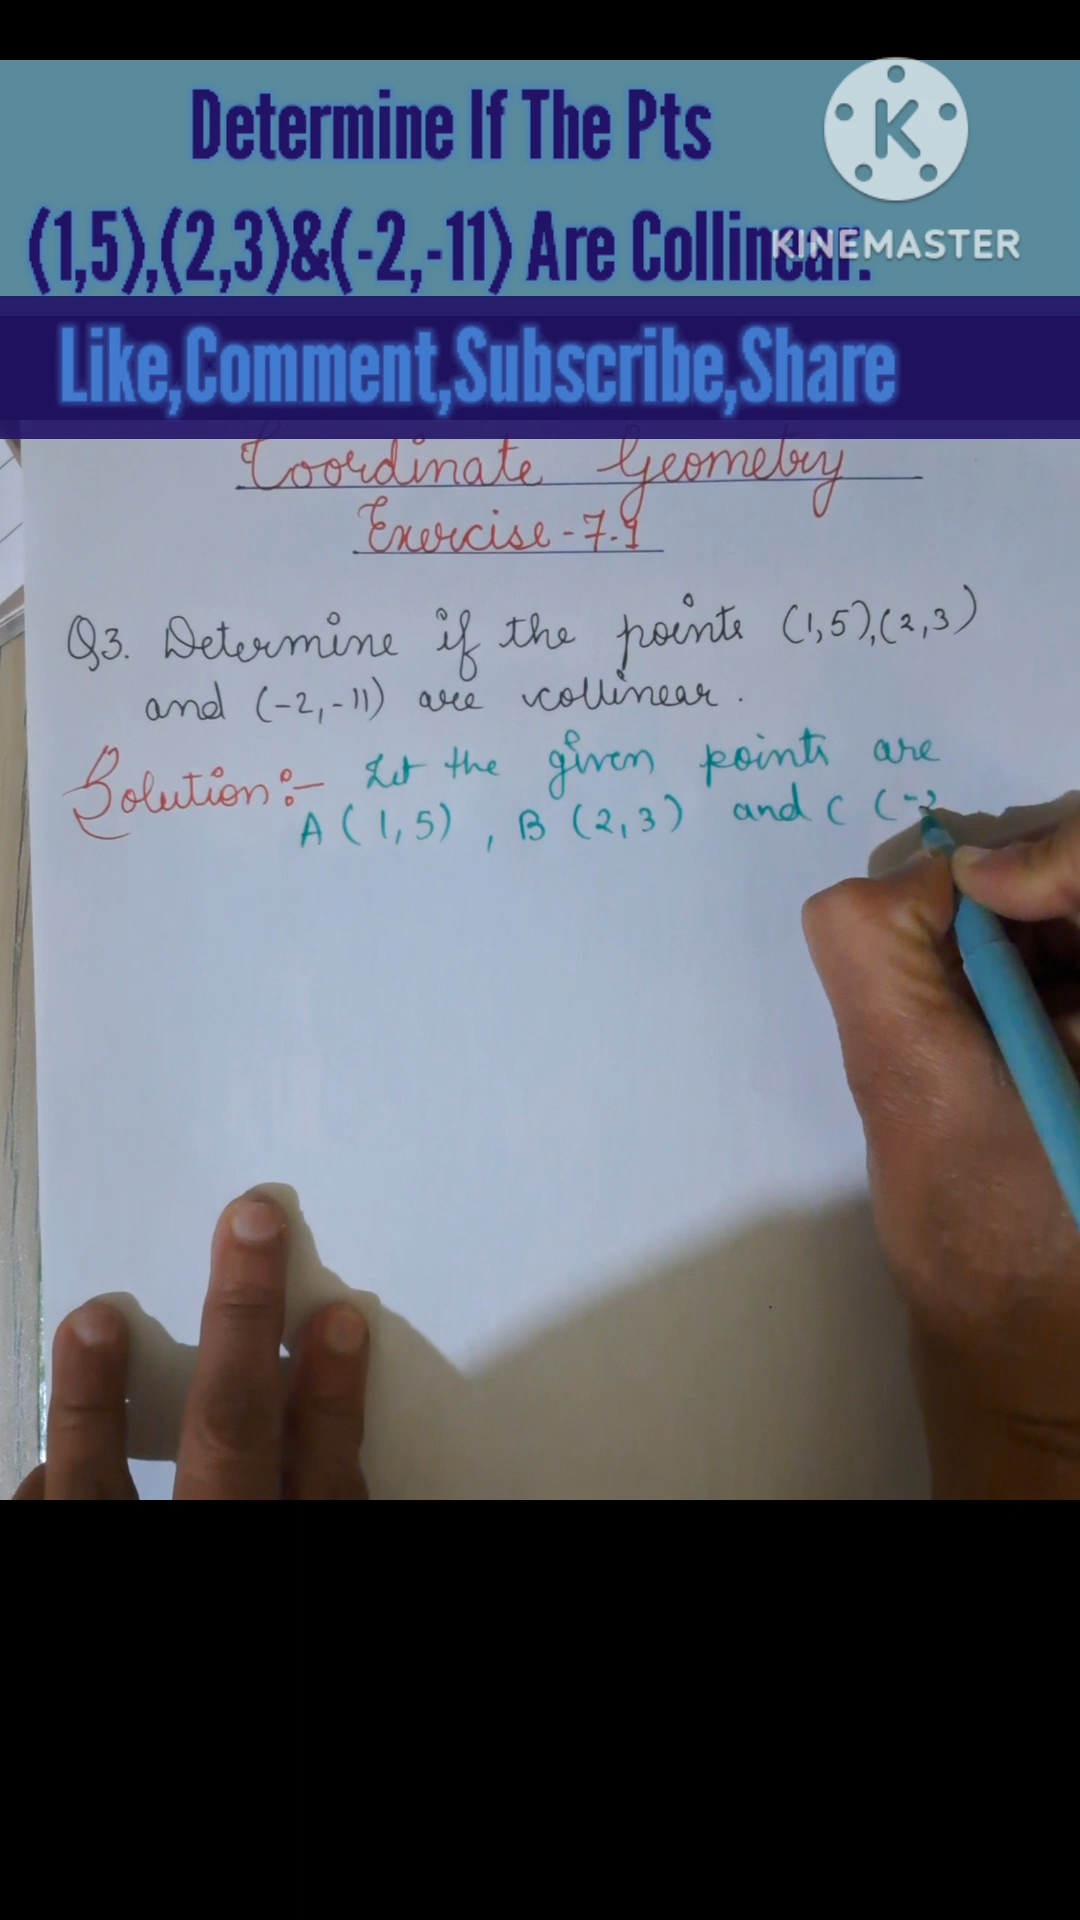 Determine If The Pts
(1,5),(2,3)&(-2,-11) Are Collinear.
KINEMASTER
Like,Comment,Subscribe,Share
Coordinate Geometry
Exercise-7.1
Q3. Determine if the points (1,5),(2,3)
and (-2,-11) are collinear.
Solution:- Let the given points are
A(1,5), B(2,3) and C(-2